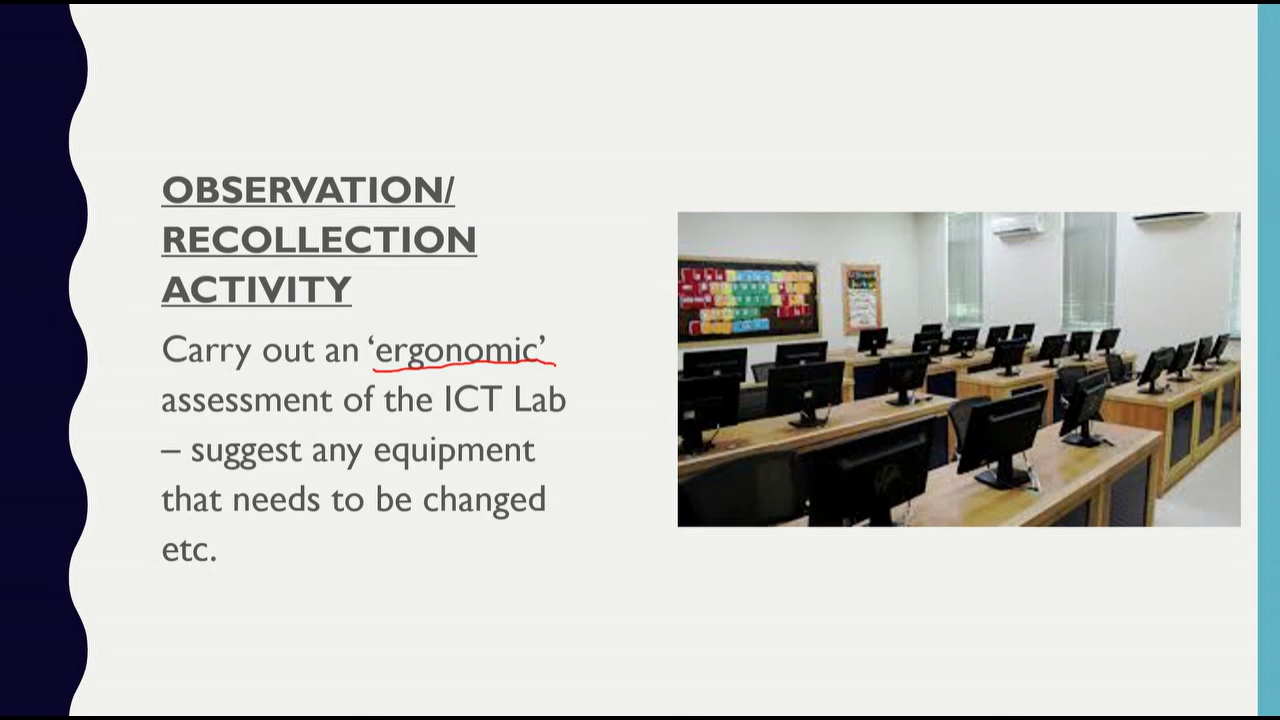 OBSERVATION/
RECOLLECTION
ACTIVITY
Carry out an ‘ergonomic’
assessment of the ICT Lab
– suggest any equipment
that needs to be changed
etc.